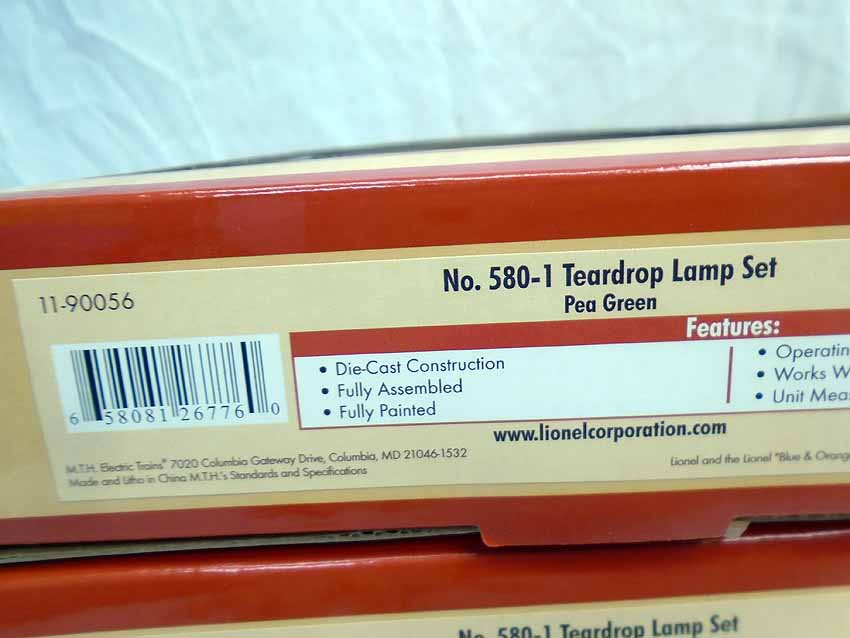 11-90056
No. 580-1 Teardrop Lamp Set
Pea Green
Features:
• Die-Cast Construction
• Fully Assembled
• Fully Painted
• Operatin
• Works W
• Unit Meas
6 58081 26776 0
www.lionelcorporation.com
M.T.H. Electric Trains® 7020 Columbia Gateway Drive, Columbia, MD 21046-1532
Made and Litho in China M.T.H.'s Standards and Specifications
Lionel and the Lionel "Blue & Orang
No. 580-1 Teardrop Lamp Set